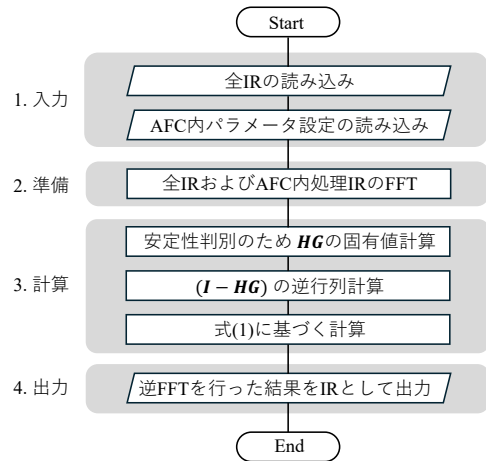 Start
1. 入力
全IRの読み込み
AFC内パラメータ設定の読み込み
2. 準備
全IRおよびAFC内処理IRのFFT
3. 計算
安定性判別のため HGの固有値計算
(I − HG) の逆行列計算
式(1)に基づく計算
4. 出力
逆FFTを行った結果をIRとして出力
End